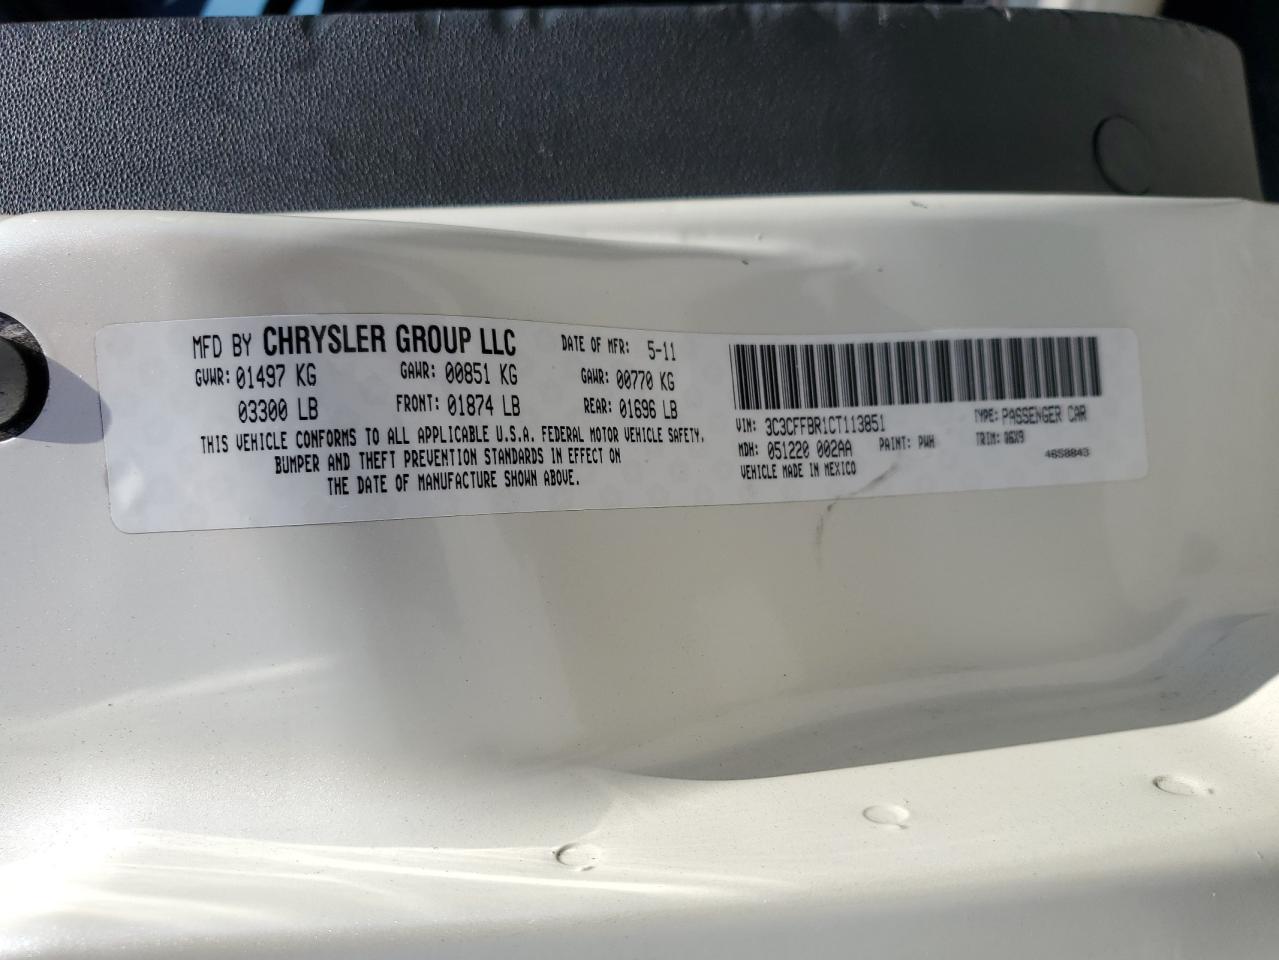 MFD BY CHRYSLER GROUP LLC DATE OF MFR: 5-11
GVWR: 01497 KG GAWR: 00851 KG GAWR: 00770 KG
03300 LB FRONT: 01874 LB REAR: 01696 LB
THIS VEHICLE CONFORMS TO ALL APPLICABLE U.S.A. FEDERAL MOTOR VEHICLE SAFETY,
BUMPER AND THEFT PREVENTION STANDARDS IN EFFECT ON
THE DATE OF MANUFACTURE SHOWN ABOVE.
VIN: 3C3CFFBR1CT113851 TYPE: PASSENGER CAR
MDH: 051220 002AA PAINT: PWH TRIM: A6X9
VEHICLE MADE IN MEXICO 4658843